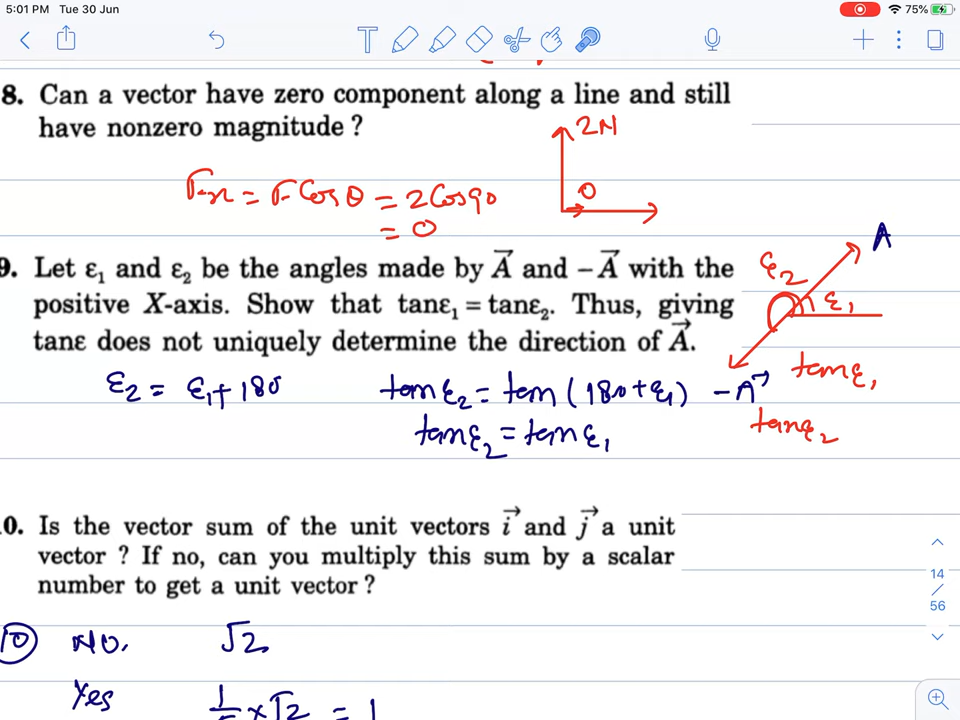 5:01 PM Tue 30 Jun
75%
8. Can a vector have zero component along a line and still
have nonzero magnitude ?
2N
0
Fx = F Cos θ = 2 Cos 90
= 0
9. Let ε₁ and ε₂ be the angles made by A⃗ and − A⃗ with the
positive X-axis. Show that tanε₁ = tanε₂. Thus, giving
tanε does not uniquely determine the direction of A⃗.
A
ε₂
ε₁
ε₂ = ε₁ + 180
tan ε₂ = tan (180 + ε₁)
tan ε₂ = tan ε₁
− A⃗
tan ε₁
tan ε₂
0. Is the vector sum of the unit vectors i⃗ and j⃗ a unit
vector ? If no, can you multiply this sum by a scalar
number to get a unit vector ?
14
/
56
10 No. √2
Yes
× √2 = 1